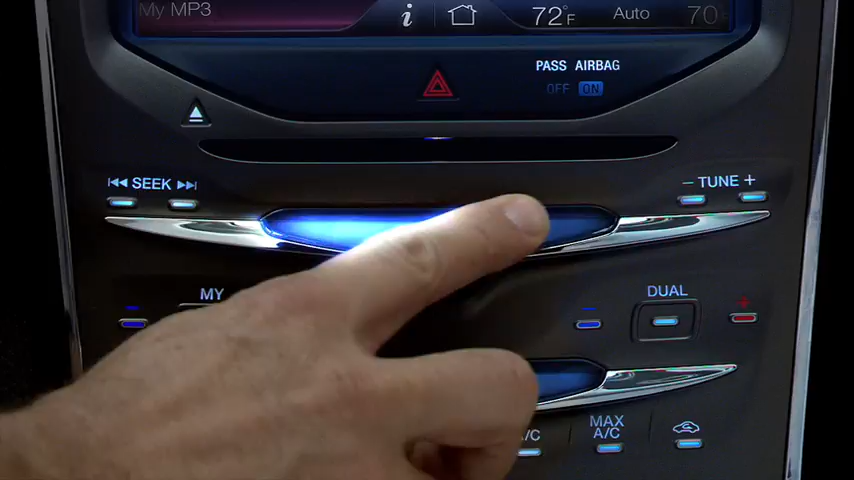 My MP3 i 72°F Auto 70
PASS AIRBAG
OFF ON
SEEK
− TUNE +
MY
DUAL
− +
A/C
MAX
A/C